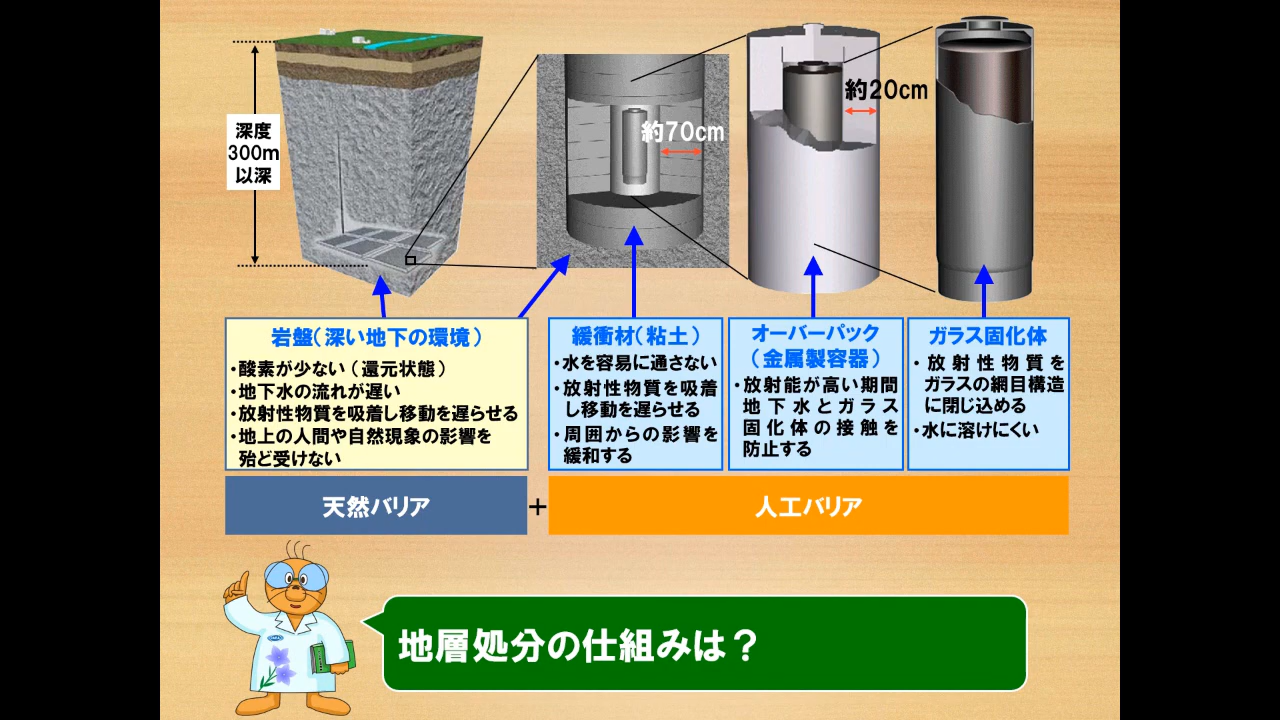 深度
300m
以深
約70cm
約20cm
岩盤(深い地下の環境)
・酸素が少ない(還元状態)
・地下水の流れが遅い
・放射性物質を吸着し移動を遅らせる
・地上の人間や自然現象の影響を
殆ど受けない
緩衝材(粘土)
・水を容易に通さない
・放射性物質を吸着
し移動を遅らせる
・周囲からの影響を
緩和する
オーバーパック
(金属製容器)
・放射能が高い期間
地下水とガラス
固化体の接触を
防止する
ガラス固化体
・放射性物質を
ガラスの網目構造
に閉じ込める
・水に溶けにくい
天然バリア
+
人工バリア
地層処分の仕組みは？